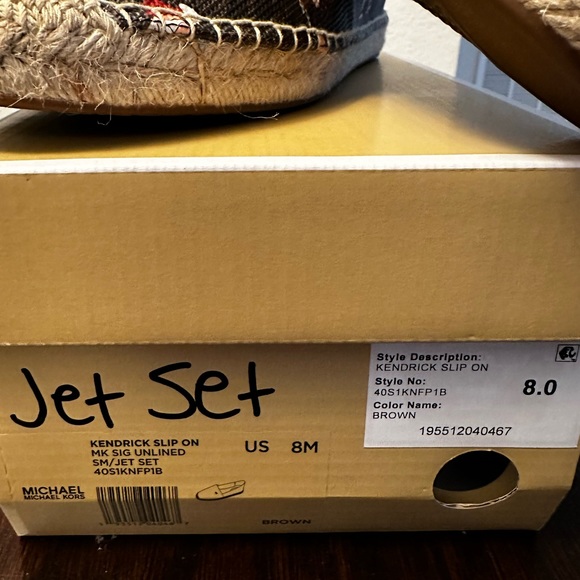 Jet Set
Style Description:
KENDRICK SLIP ON
Style No:
40S1KNFP1B
8.0
Color Name:
BROWN
195512040467
KENDRICK SLIP ON
MK SIG UNLINED
SM/JET SET
40S1KNFP1B
US 8M
MICHAEL
MICHAEL KORS
BROWN